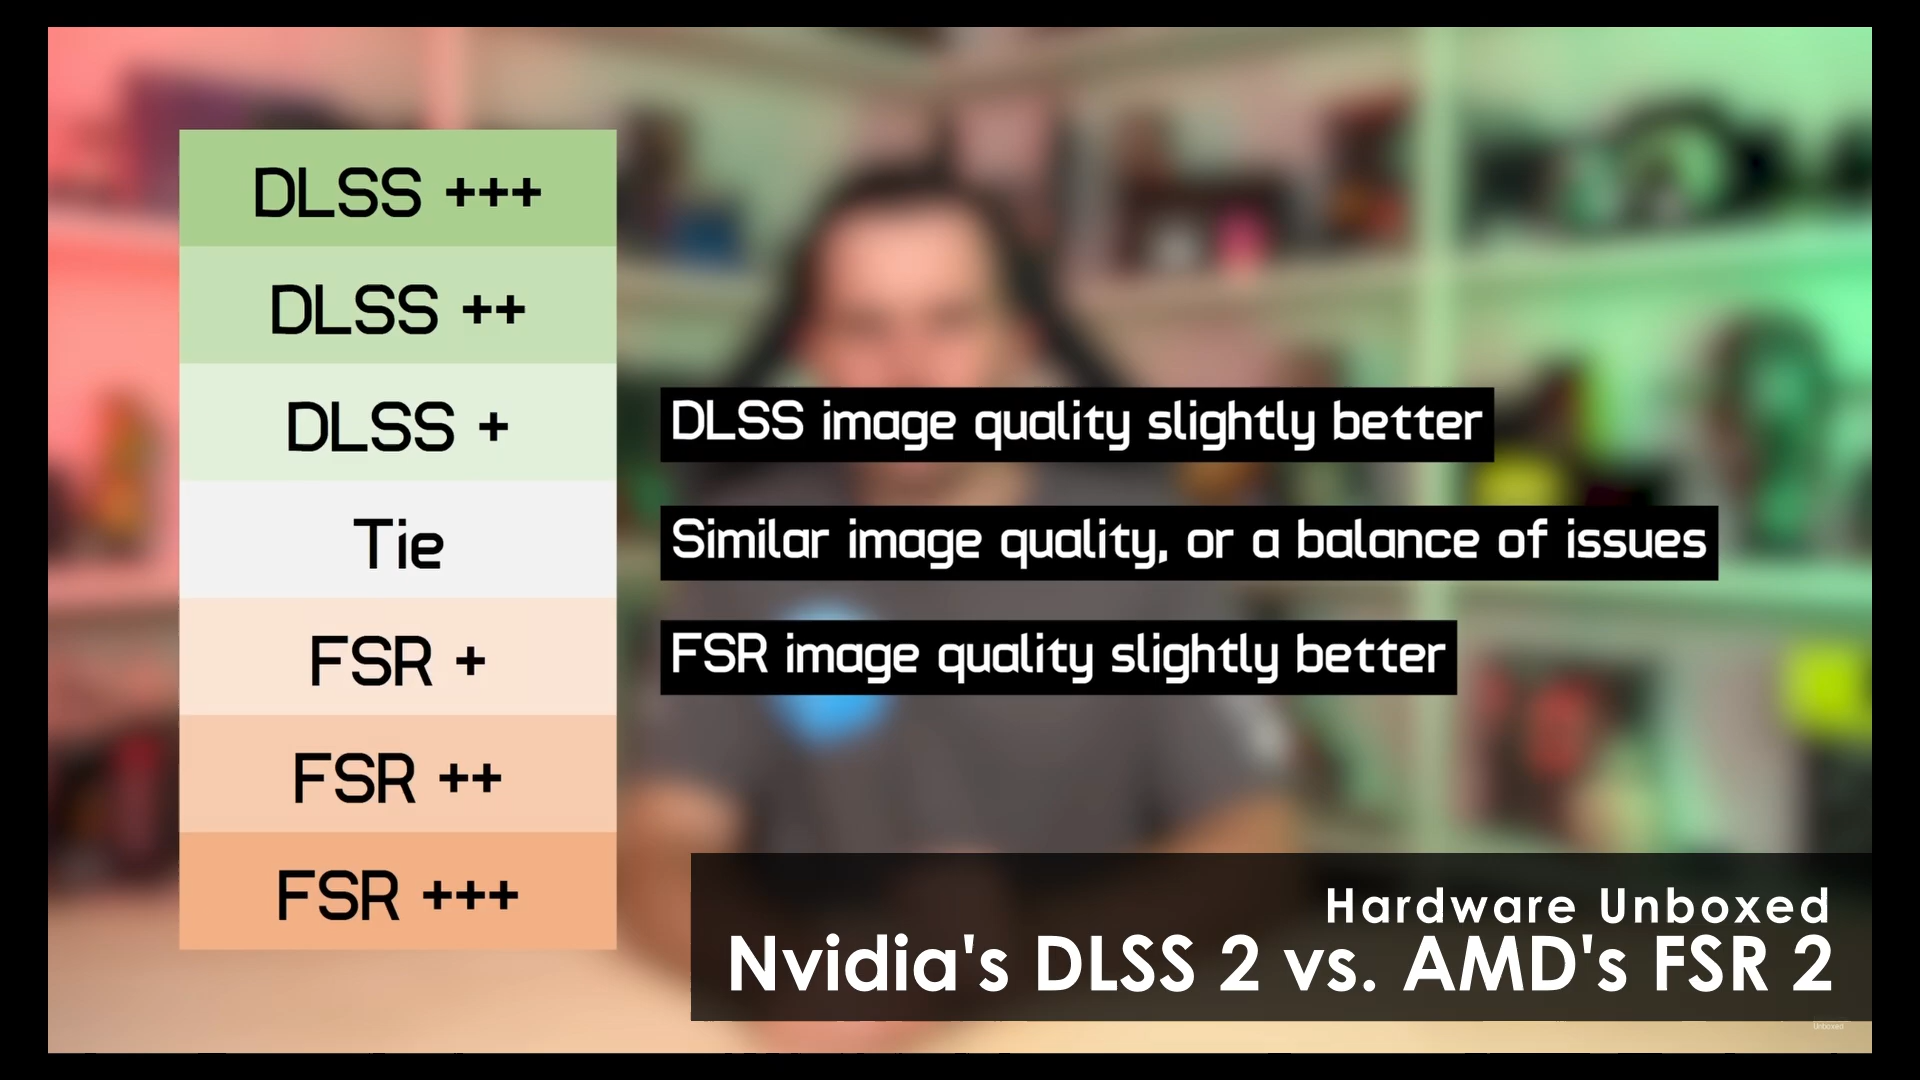 DLSS +++
DLSS ++
DLSS +
DLSS image quality slightly better
Tie
Similar image quality, or a balance of issues
FSR +
FSR image quality slightly better
FSR ++
FSR +++
Hardware Unboxed
Nvidia's DLSS 2 vs. AMD's FSR 2
Unboxed